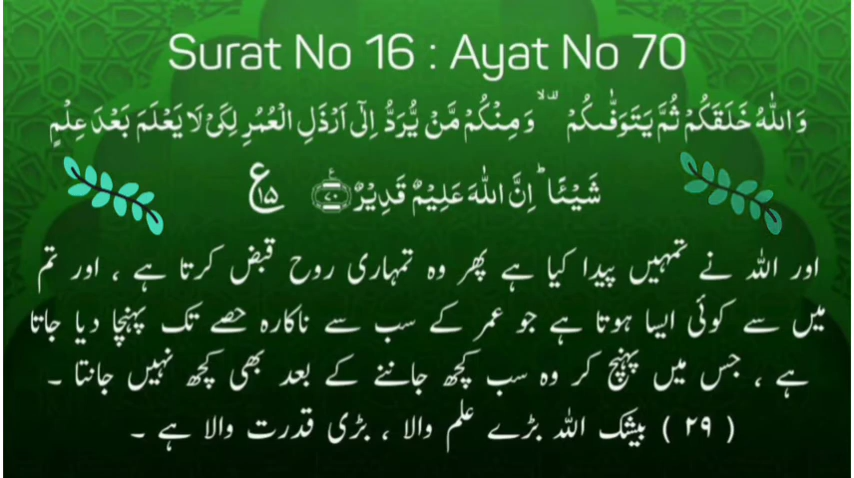 Surat No 16 : Ayat No 70
وَاللّٰهُ خَلَقَكُمۡ ثُمَّ يَتَوَفّٰٮكُمۡ‌ ۙ‌ۚ وَمِنۡكُمۡ مَّنۡ يُّرَدُّ اِلٰٓى اَرۡذَلِ الۡعُمُرِ لِكَىۡ لَا يَعۡلَمَ بَعۡدَ عِلۡمٍ
شَيۡـًٔا‌ؕ اِنَّ اللّٰهَ عَلِيۡمٌ قَدِيۡرٌ ﴿۷۰﴾ ع ۱۵
اور اللہ نے تمہیں پیدا کیا ہے پھر وہ تمہاری روح قبض کرتا ہے ، اور تم
میں سے کوئی ایسا ہوتا ہے جو عمر کے سب سے ناکارہ حصے تک پہنچا دیا جاتا
ہے ، جس میں پہنچ کر وہ سب کچھ جاننے کے بعد بھی کچھ نہیں جانتا ۔
( ۲۹ ) بیشک اللہ بڑے علم والا ، بڑی قدرت والا ہے ۔